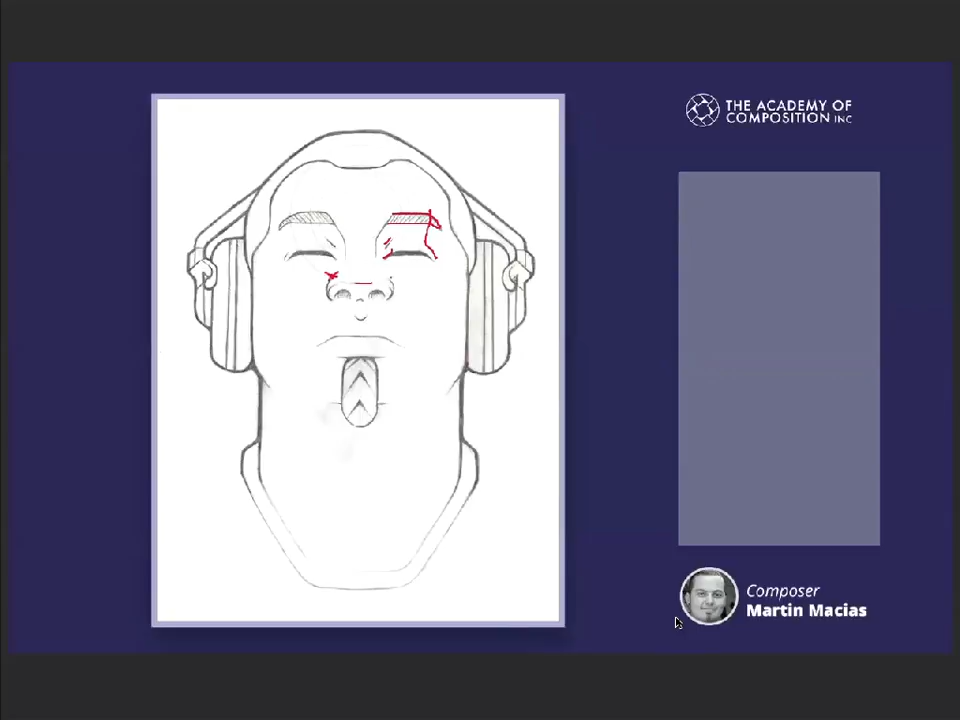 THE ACADEMY OF
COMPOSITION INC
Composer
Martin Macias